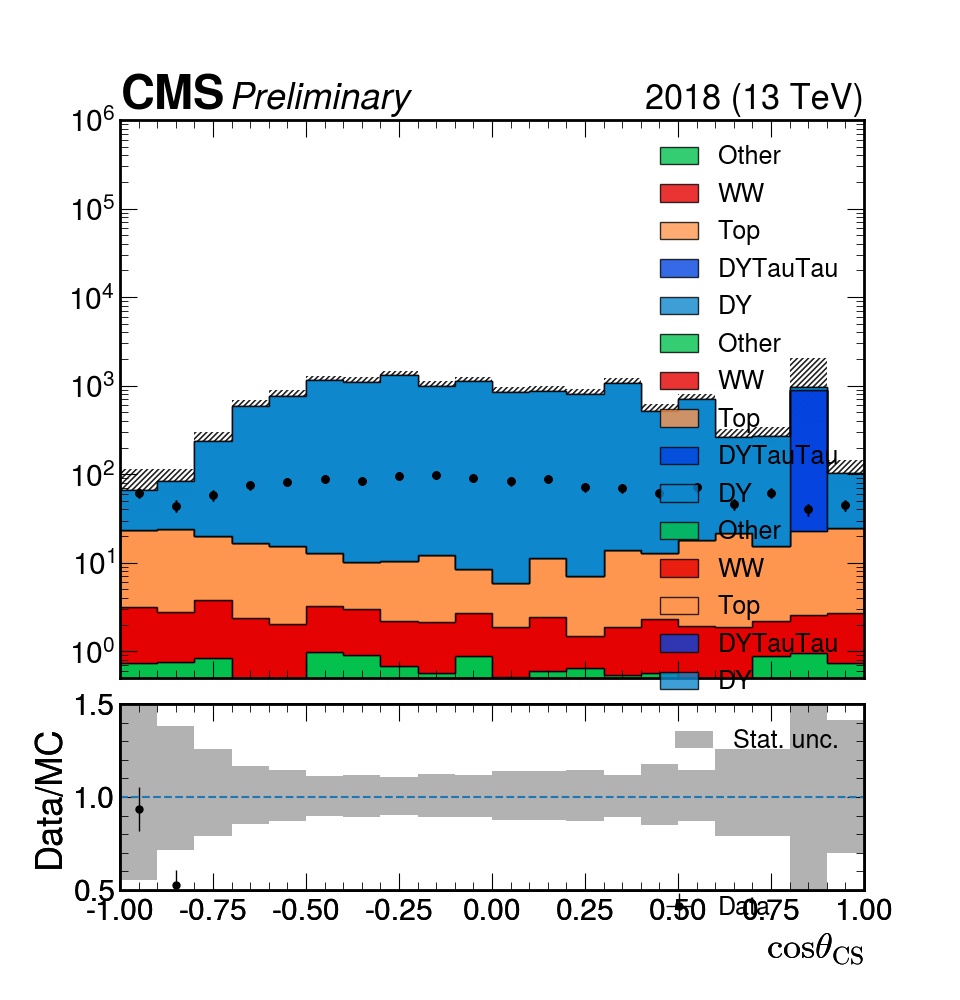 CMS Preliminary 2018 (13 TeV)
10^6
10^5
10^4
10^3
10^2
10^1
10^0
Other
WW
Top
DYTauTau
DY
Other
WW
Top
DYTauTau
DY
Other
WW
Top
DYTauTau
DY
Data/MC
1.5
1.0
0.5
Stat. unc.
-1.00 -0.75 -0.50 -0.25 0.00 0.25 0.50 0.75 1.00
Data
cosθ_CS